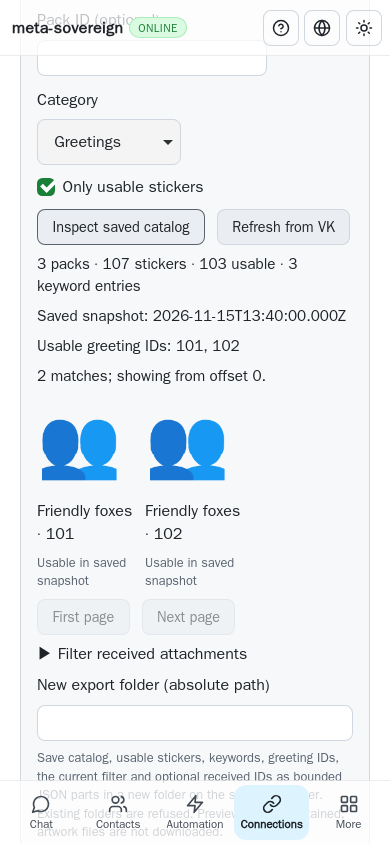 Pack ID (optional)
meta-sovereign ONLINE
Category
Greetings
Only usable stickers
Inspect saved catalog Refresh from VK
3 packs · 107 stickers · 103 usable · 3
keyword entries
Saved snapshot: 2026-11-15T13:40:00.000Z
Usable greeting IDs: 101, 102
2 matches; showing from offset 0.
Friendly foxes
· 101
Usable in saved
snapshot
Friendly foxes
· 102
Usable in saved
snapshot
First page Next page
Filter received attachments
New export folder (absolute path)
Save catalog, usable stickers, keywords, greeting IDs,
the current filter and optional received IDs as bounded
JSON parts in a new folder on the
Existing folders are refused.
artwork files are not downloaded.
Chat Contacts Automation Connections More